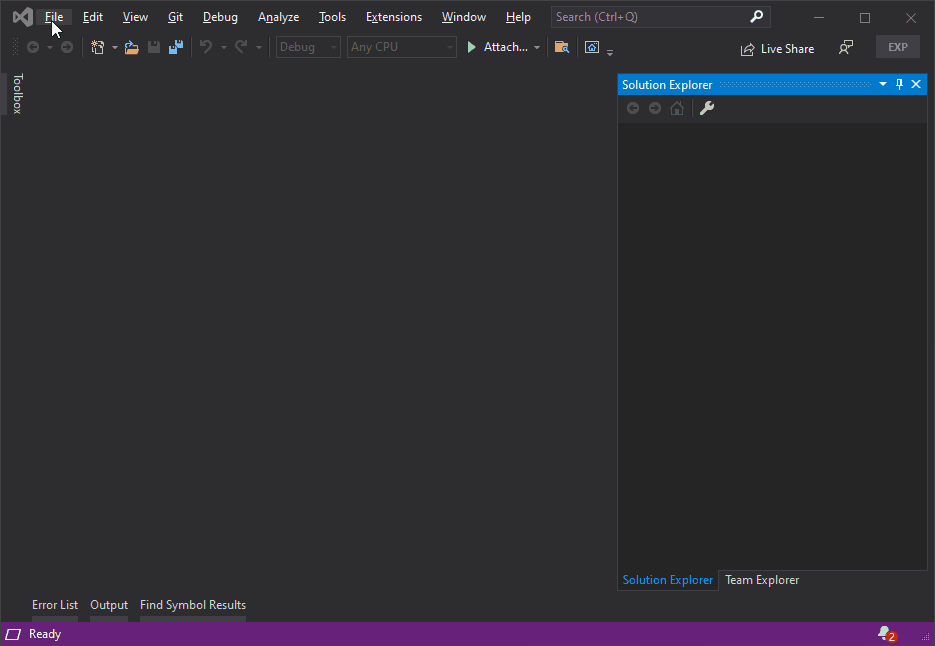 File Edit View Git Debug Analyze Tools Extensions Window Help Search (Ctrl+Q)
Debug Any CPU Attach... Live Share EXP
Toolbox
Solution Explorer
Solution Explorer Team Explorer
Error List Output Find Symbol Results
Ready 2